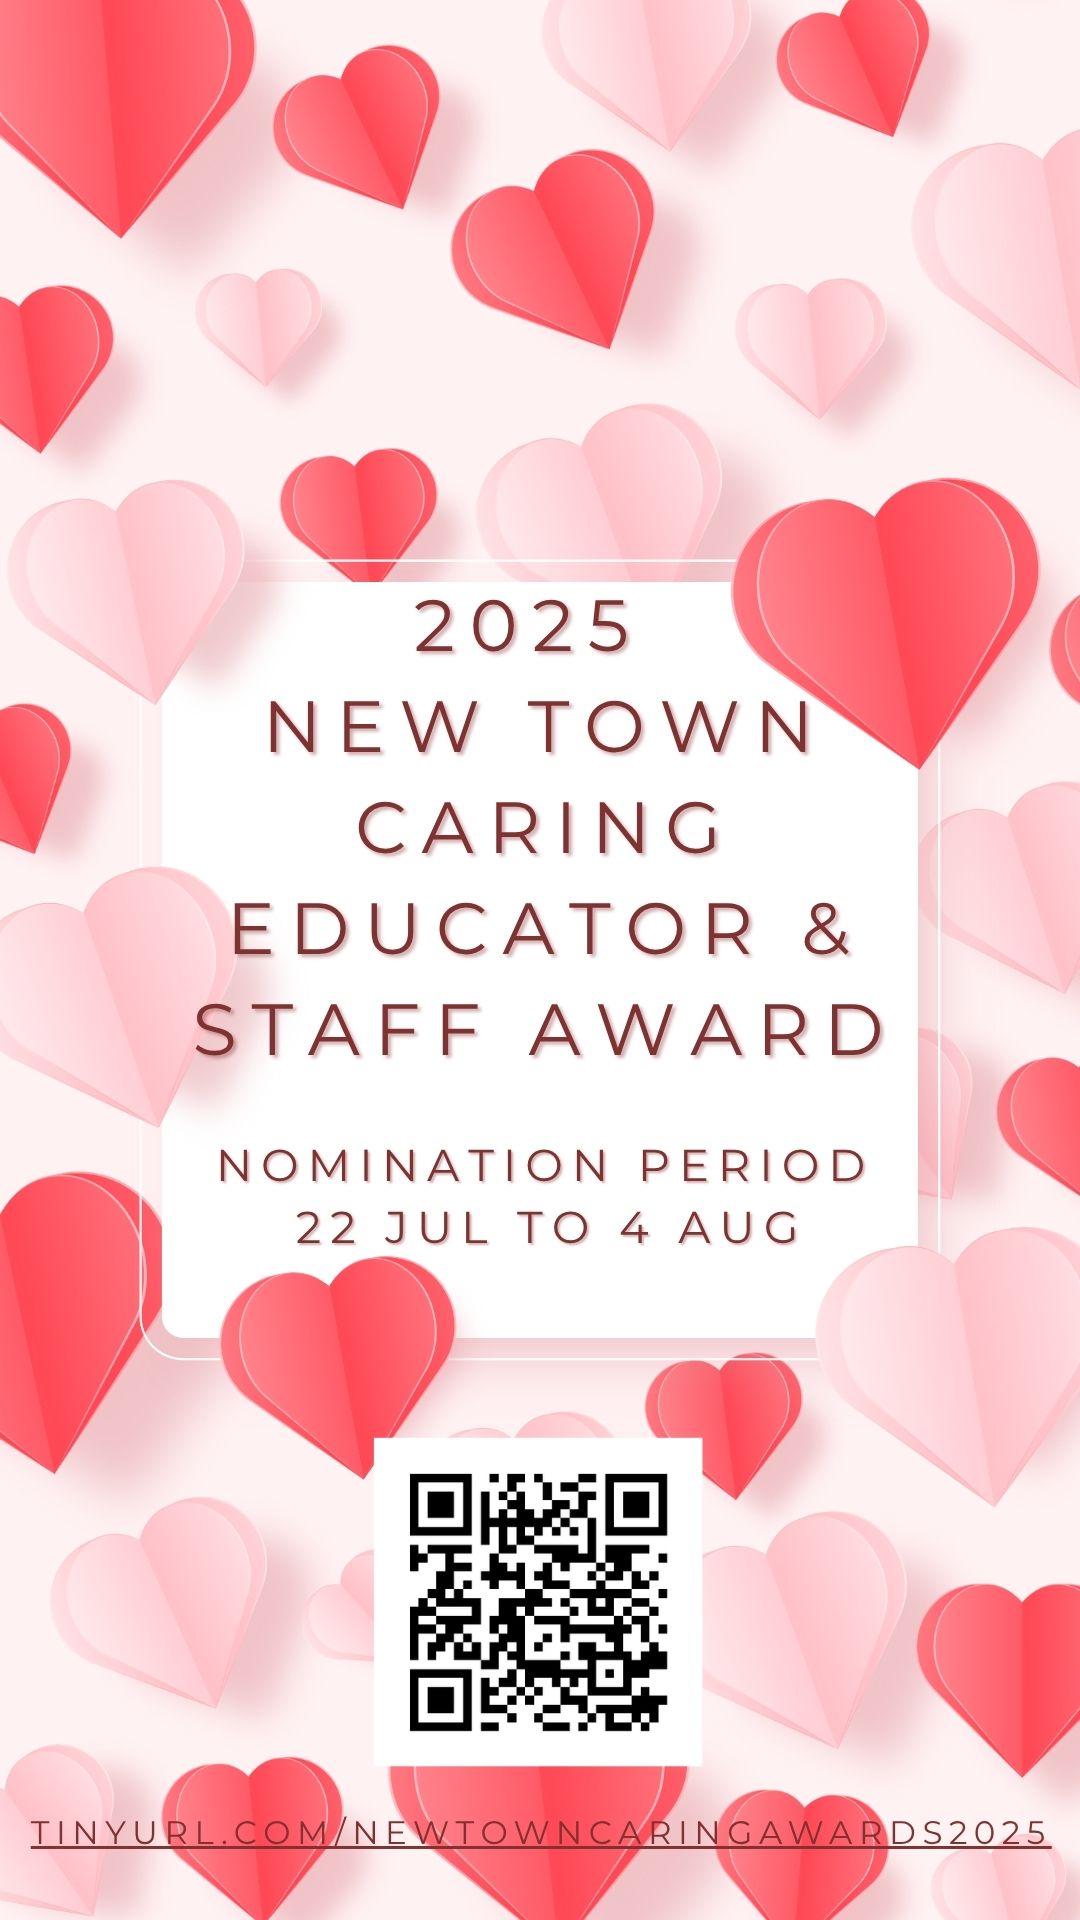 2025
NEW TOWN
CARING
EDUCATOR &
STAFF AWARD
NOMINATION PERIOD
22 JUL TO 4 AUG
TINYURL.COM/NEWTOWNCARINGAWARDS2025